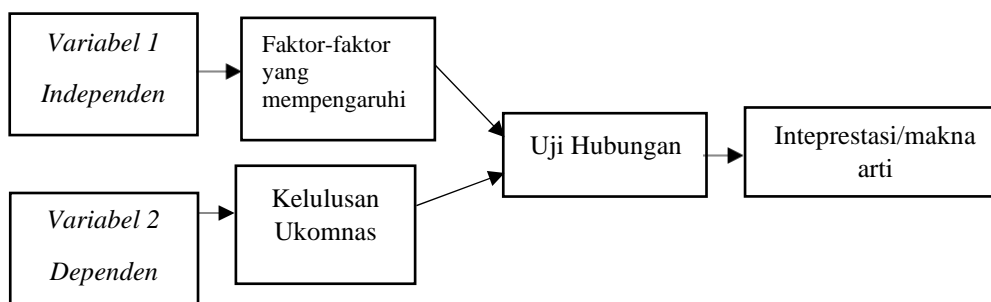 Variabel 1
Independen
Faktor-faktor
yang
mempengaruhi
Uji Hubungan
Inteprestasi/makna
arti
Variabel 2
Dependen
Kelulusan
Ukomnas